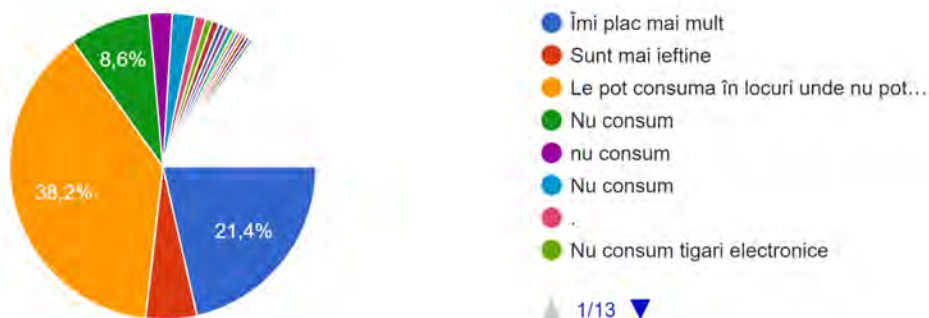 8,6%
38,2%
21,4%
Îmi plac mai mult
Sunt mai ieftine
Le pot consuma în locuri unde nu pot…
Nu consum
nu consum
Nu consum
.
Nu consum tigari electronice
1/13